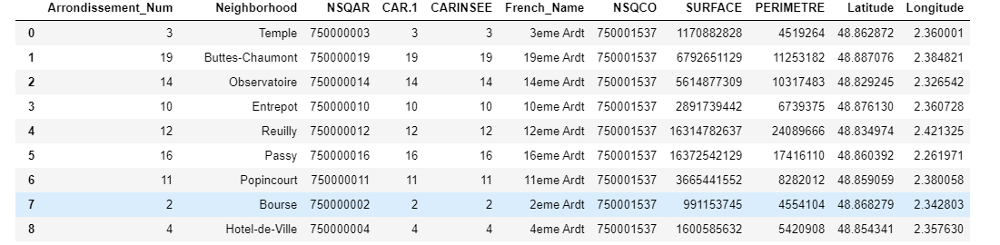 Arrondissement_Num Neighborhood NSQAR CAR.1 CARINSEE French_Name NSQCO SURFACE PERIMETRE Latitude Longitude
0 3 Temple 750000003 3 3 3eme Ardt 750001537 1170882828 4519264 48.862872 2.360001
1 19 Buttes-Chaumont 750000019 19 19 19eme Ardt 750001537 6792651129 11253182 48.887076 2.384821
2 14 Observatoire 750000014 14 14 14eme Ardt 750001537 5614877309 10317483 48.829245 2.326542
3 10 Entrepot 750000010 10 10 10eme Ardt 750001537 2891739442 6739375 48.876130 2.360728
4 12 Reuilly 750000012 12 12 12eme Ardt 750001537 16314782637 24089666 48.834974 2.421325
5 16 Passy 750000016 16 16 16eme Ardt 750001537 16372542129 17416110 48.860392 2.261971
6 11 Popincourt 750000011 11 11 11eme Ardt 750001537 3665441552 8282012 48.859059 2.380058
7 2 Bourse 750000002 2 2 2eme Ardt 750001537 991153745 4554104 48.868279 2.342803
8 4 Hotel-de-Ville 750000004 4 4 4eme Ardt 750001537 1600585632 5420908 48.854341 2.357630